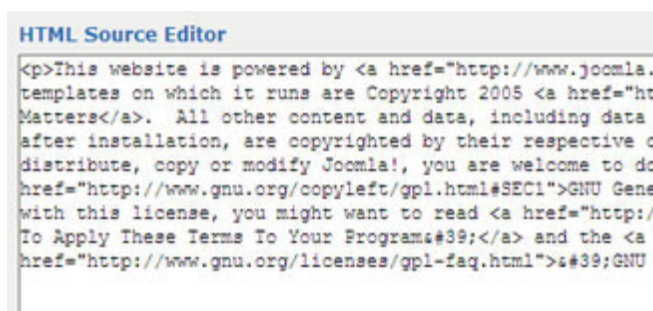 HTML Source Editor
<p>This website is powered by <a href="http://www.joomla.
templates on which it runs are Copyright 2005 <a href="ht
Matters</a>.  All other content and data, including data
after installation, are copyrighted by their respective
distribute, copy or modify Joomla!, you are welcome to do
href="http://www.gnu.org/copyleft/gpl.html#SEC1">GNU Gene
with this license, you might want to read <a href="http:/
To Apply These Terms To Your Program&#39;</a> and the <a
href="http://www.gnu.org/licenses/gpl-faq.html">&#39;GNU